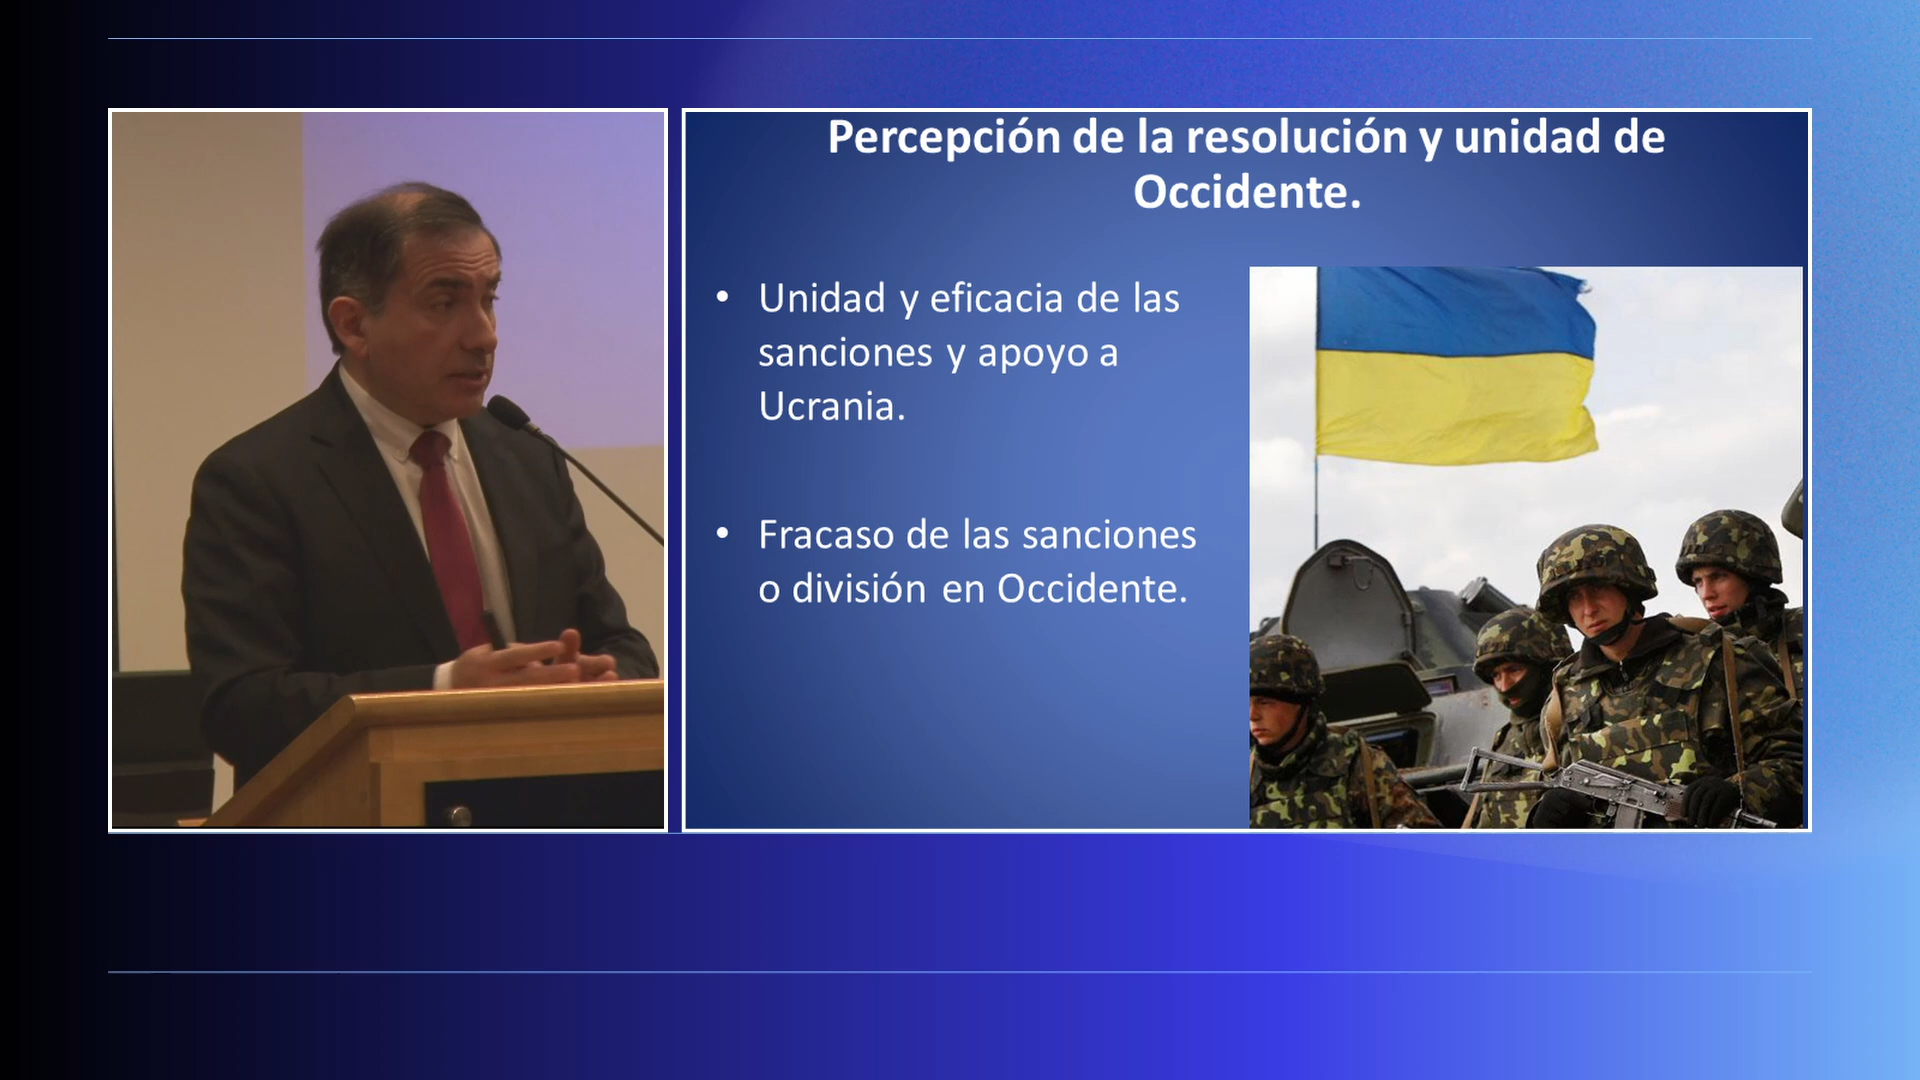 Percepción de la resolución y unidad de
Occidente.
• Unidad y eficacia de las
sanciones y apoyo a
Ucrania.
• Fracaso de las sanciones
o división en Occidente.